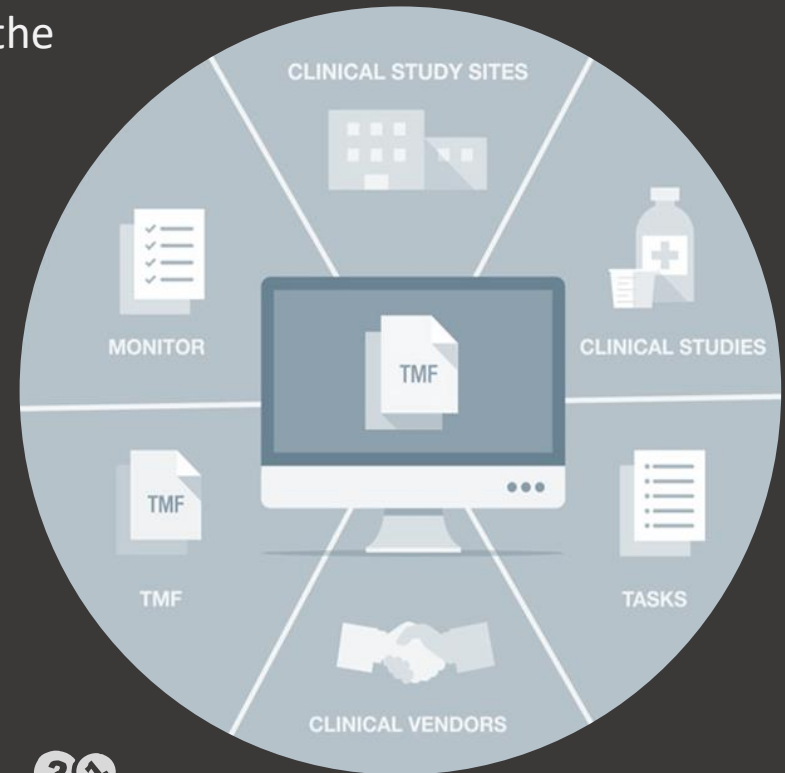 the
CLINICAL STUDY SITES
MONITOR
TMF
CLINICAL STUDIES
TMF
TMF
TASKS
CLINICAL VENDORS